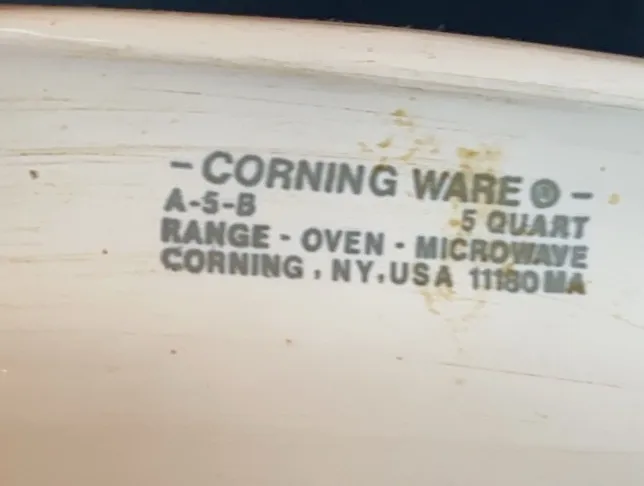 - CORNING WARE ® -
A-5-B 5 QUART
RANGE - OVEN - MICROWAVE
CORNING, NY, USA 11180 MA